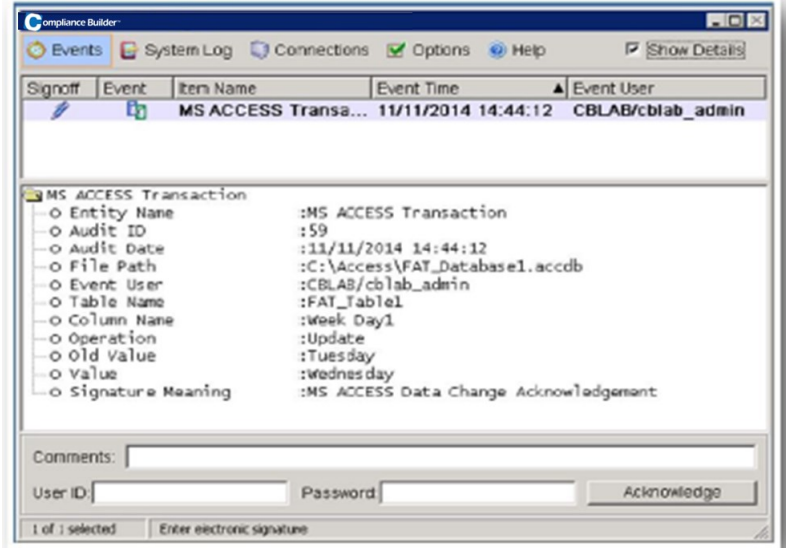 Compliance Builder™
Events System Log Connections Options Help Show Details
Signoff Event Item Name Event Time Event User
MS ACCESS Transa... 11/11/2014 14:44:12 CBLAB/cblab_admin
MS ACCESS Transaction
Entity Name :MS ACCESS Transaction
Audit ID :59
Audit Date :11/11/2014 14:44:12
File Path :C:\Access\FAT_Database1.accdb
Event User :CBLAB/cblab_admin
Table Name :FAT_Table1
Column Name :Week Day1
Operation :Update
Old Value :Tuesday
Value :Wednesday
Signature Meaning :MS ACCESS Data Change Acknowledgement
Comments:
User ID: Password:
Acknowledge
1 of 1 selected Enter electronic signature